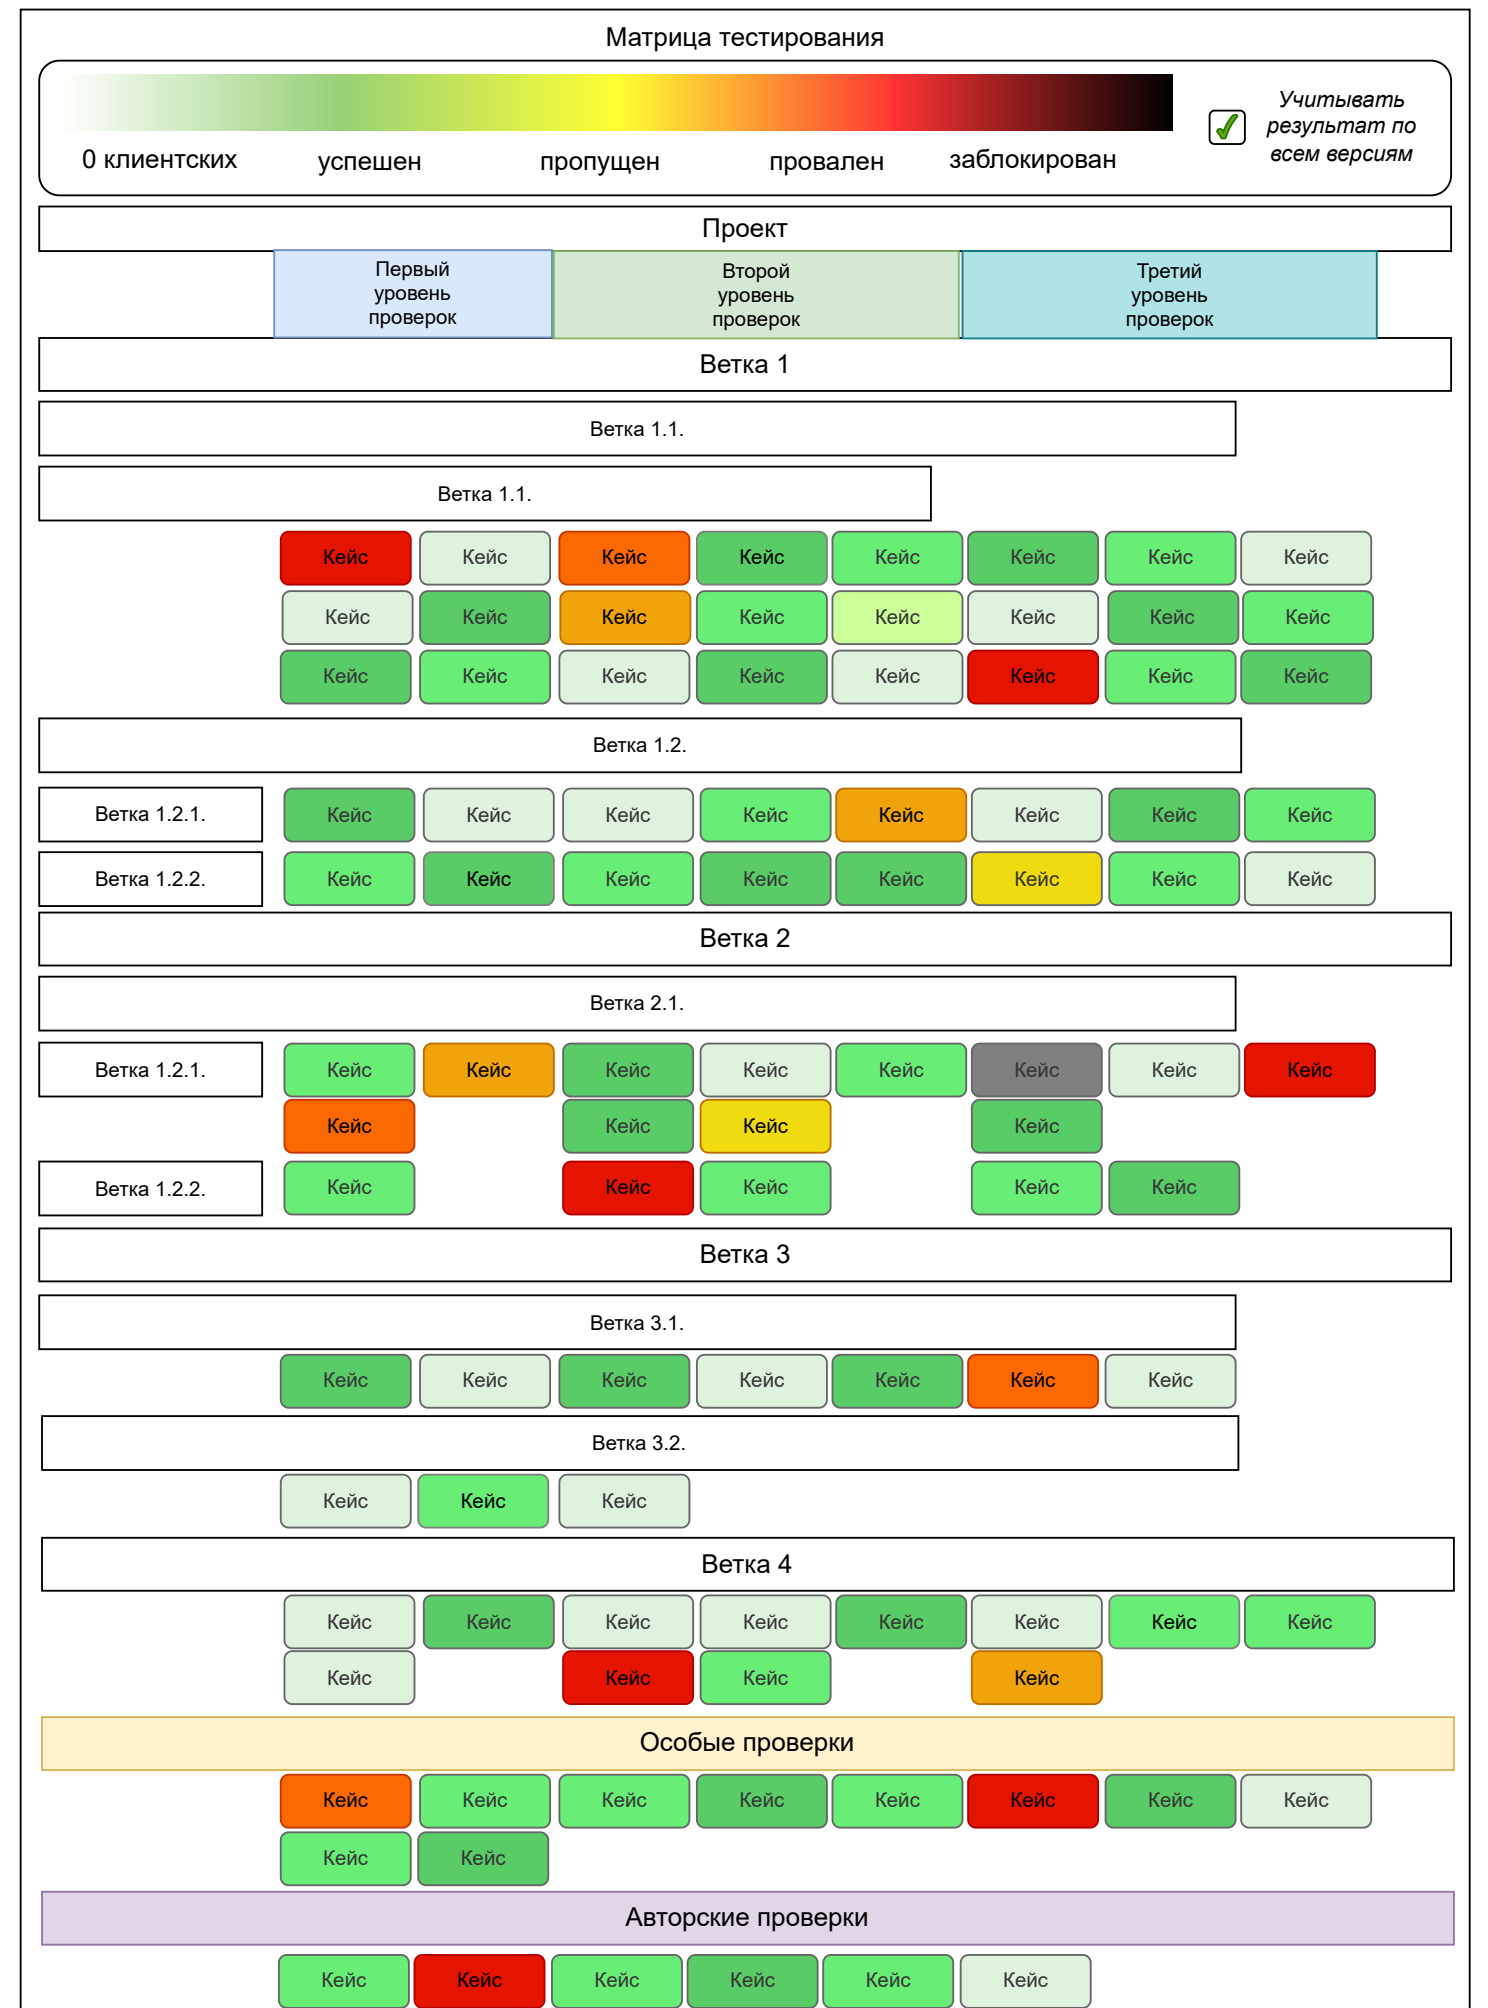 Матрица тестирования
0 клиентских успешен пропущен провален заблокирован
Учитывать
результат по
всем версиям
Проект
Первый
уровень
проверок
Второй
уровень
проверок
Третий
уровень
проверок
Ветка 1
Ветка 1.1.
Ветка 1.1.
Кейс Кейс Кейс Кейс Кейс Кейс Кейс Кейс
Кейс Кейс Кейс Кейс Кейс Кейс Кейс Кейс
Кейс Кейс Кейс Кейс Кейс Кейс Кейс Кейс
Ветка 1.2.
Ветка 1.2.1. Кейс Кейс Кейс Кейс Кейс Кейс Кейс Кейс
Ветка 1.2.2. Кейс Кейс Кейс Кейс Кейс Кейс Кейс Кейс
Ветка 2
Ветка 2.1.
Ветка 1.2.1. Кейс Кейс Кейс Кейс Кейс Кейс Кейс Кейс
Кейс Кейс Кейс Кейс
Ветка 1.2.2. Кейс Кейс Кейс Кейс Кейс
Ветка 3
Ветка 3.1.
Кейс Кейс Кейс Кейс Кейс Кейс Кейс
Ветка 3.2.
Кейс Кейс Кейс
Ветка 4
Кейс Кейс Кейс Кейс Кейс Кейс Кейс Кейс
Кейс Кейс Кейс Кейс
Особые проверки
Кейс Кейс Кейс Кейс Кейс Кейс Кейс Кейс
Кейс Кейс
Авторские проверки
Кейс Кейс Кейс Кейс Кейс Кейс